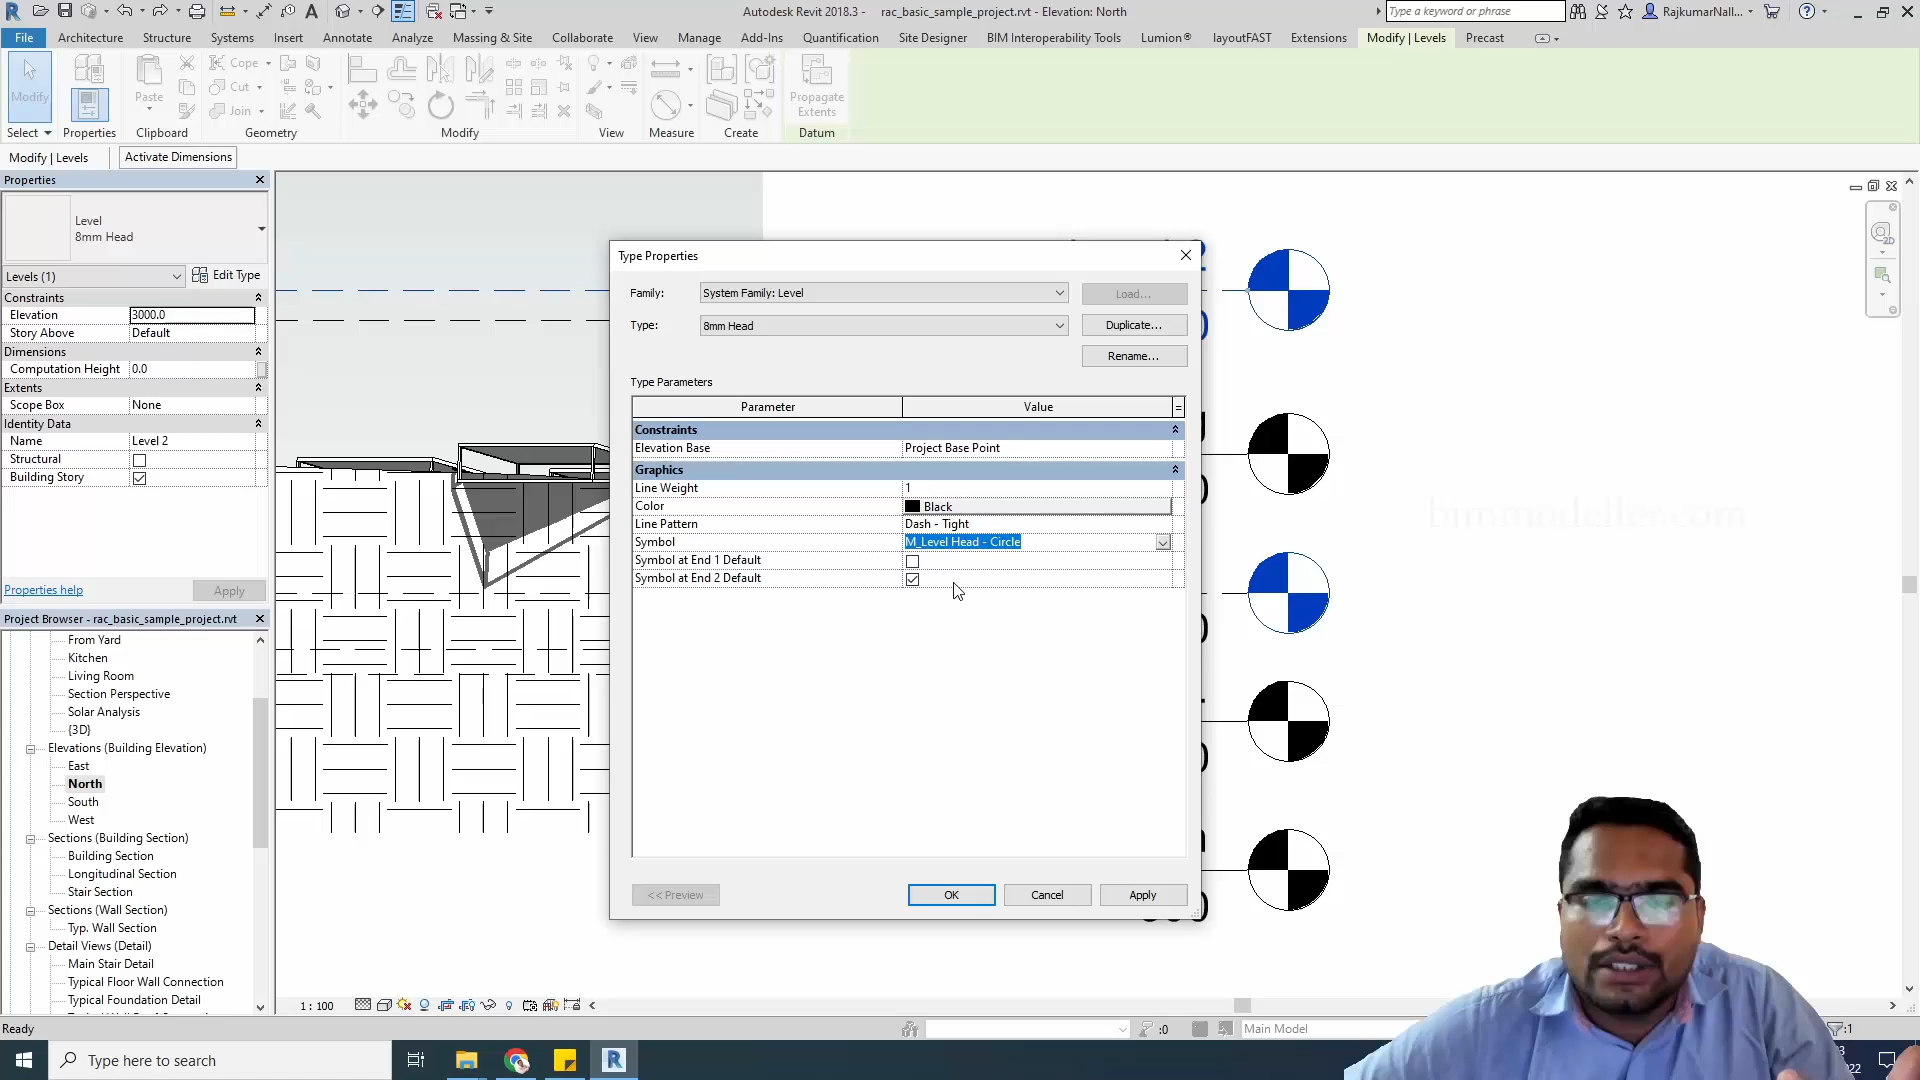 Autodesk Revit 2018.3 - rac_basic_sample_project.rvt - Elevation: North
Type a keyword or phrase
RajkumarNall...
File Architecture Structure Systems Insert Annotate Analyze Massing & Site Collaborate View Manage Add-Ins Quantification Site Designer BIM Interoperability Tools Lumion® layoutFAST Extensions Modify | Levels Precast
Modify
Paste
Cope
Cut
Join
Propagate
Extents
Select Properties Clipboard Geometry Modify View Measure Create Datum
Modify | Levels Activate Dimensions
Properties
Level
8mm Head
Levels (1) Edit Type
Constraints
Elevation 3000.0
Story Above Default
Dimensions
Computation Height 0.0
Extents
Scope Box None
Identity Data
Name Level 2
Structural
Building Story
Properties help Apply
Project Browser - rac_basic_sample_project.rvt
From Yard
Kitchen
Living Room
Section Perspective
Solar Analysis
{3D}
Elevations (Building Elevation)
East
North
South
West
Sections (Building Section)
Building Section
Longitudinal Section
Stair Section
Sections (Wall Section)
Typ. Wall Section
Detail Views (Detail)
Main Stair Detail
Typical Floor Wall Connection
Typical Foundation Detail
Type Properties
Family: System Family: Level Load...
Type: 8mm Head Duplicate...
Rename...
Type Parameters
Parameter Value =
Constraints
Elevation Base Project Base Point
Graphics
Line Weight 1
Color Black
Line Pattern Dash - Tight
Symbol M_Level Head - Circle
Symbol at End 1 Default
Symbol at End 2 Default
<< Preview OK Cancel Apply
2D
bimmodeller.com
1 : 100
Ready :0 Main Model :1
Type here to search